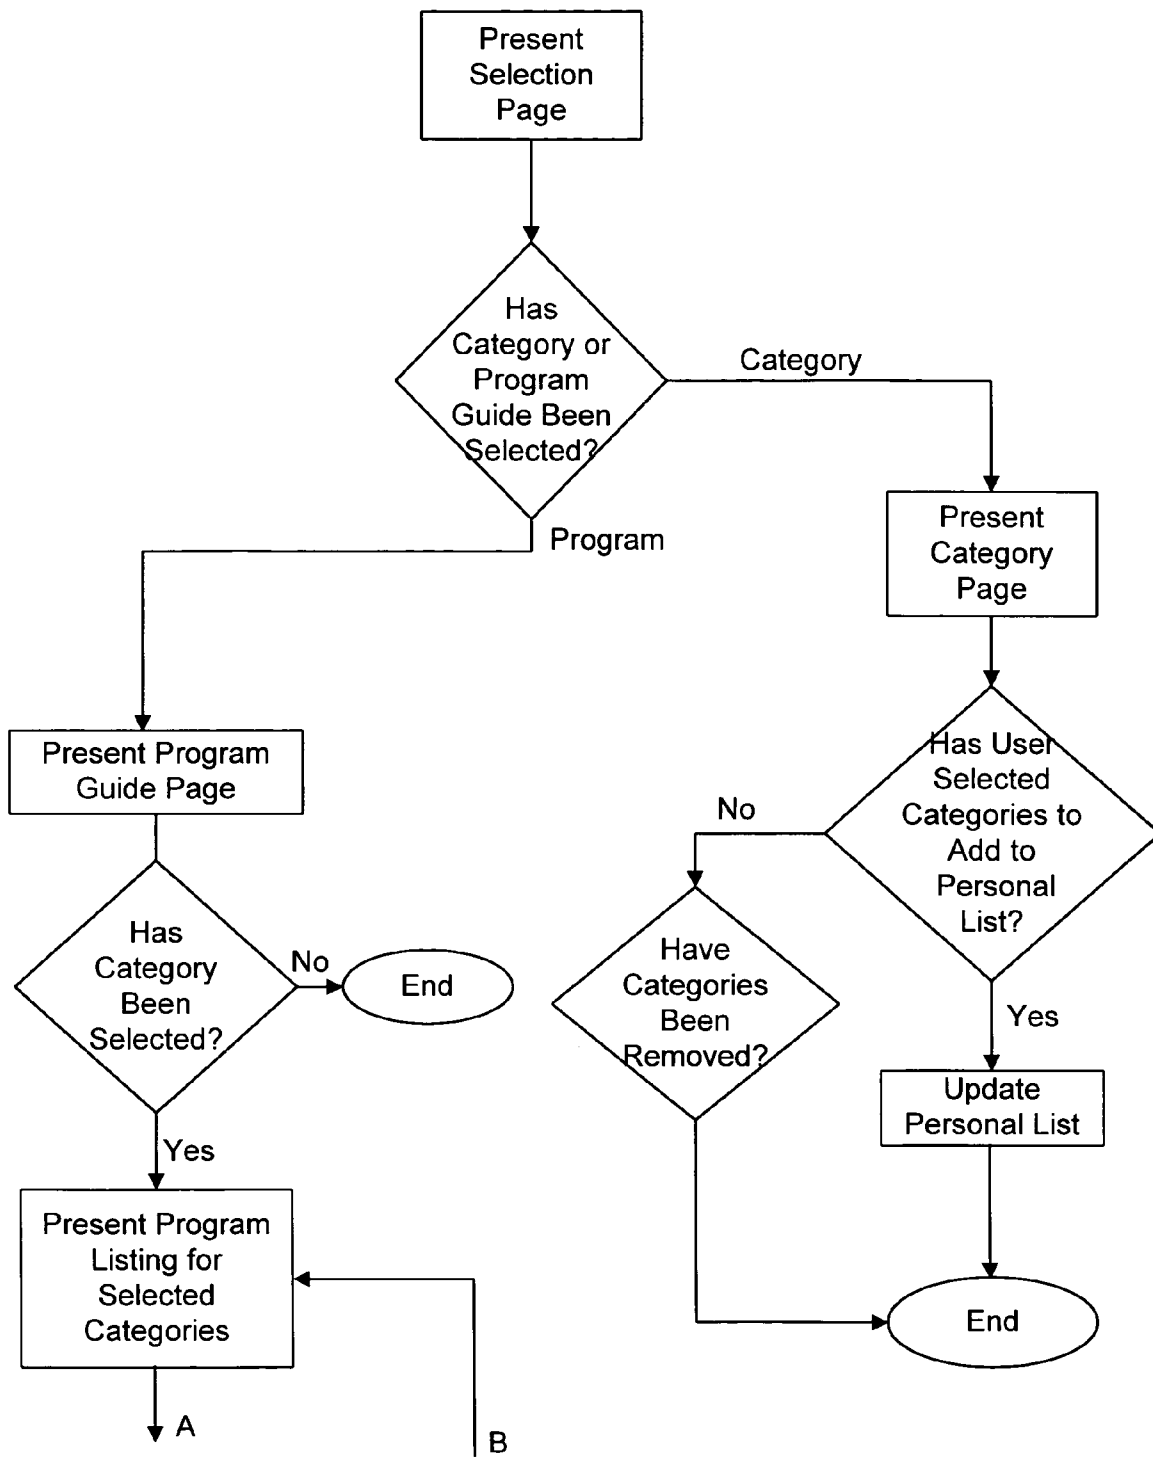 Present
Selection
Page
Has
Category or
Program
Guide Been
Selected?
Category
Program
Present
Category
Page
Present Program
Guide Page
Has User
Selected
Categories to
Add to
Personal
List?
No
Has
Category
Been
Selected?
No
End
Have
Categories
Been
Removed?
Yes
Update
Personal List
Yes
Present Program
Listing for
Selected
Categories
End
A
B